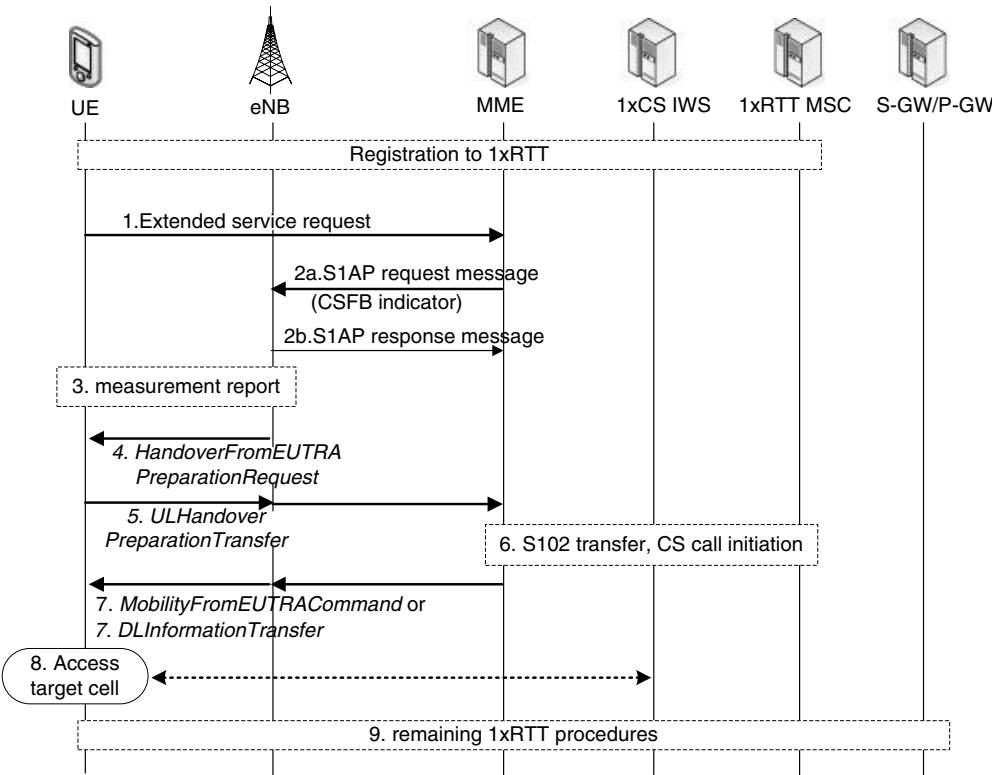 UE
eNB
MME
1xCS IWS
1xRTT MSC
S-GW/P-GW
Registration to 1xRTT
1.Extended service request
2a.S1AP request message
(CSFB indicator)
2b.S1AP response message
3. measurement report
4. HandoverFromEUTRA
PreparationRequest
5. ULHandover
PreparationTransfer
6. S102 transfer, CS call initiation
7. MobilityFromEUTRACommand or
7. DLInformationTransfer
8. Access
target cell
9. remaining 1xRTT procedures